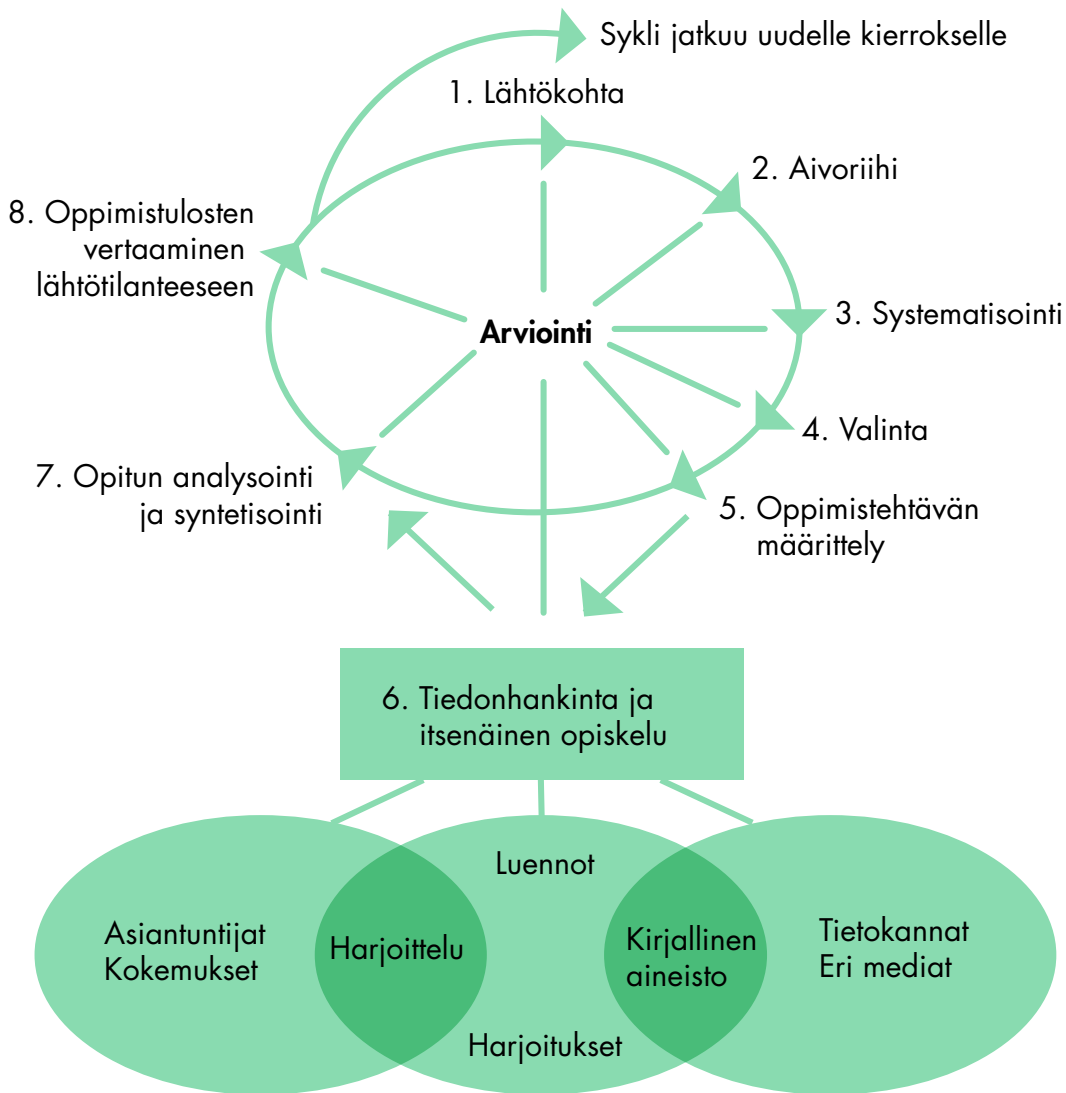 Sykli jatkuu uudelle kierrokselle
1. Lähtökohta
2. Aivoriihi
3. Systematisointi
4. Valinta
5. Oppimistehtävän
määrittely
6. Tiedonhankinta ja
itsenäinen opiskelu
7. Opitun analysointi
ja syntetisointi
8. Oppimistulosten
vertaaminen
lähtötilanteeseen
Arviointi
Asiantuntijat
Kokemukset
Harjoittelu
Luennot
Harjoitukset
Kirjallinen
aineisto
Tietokannat
Eri mediat